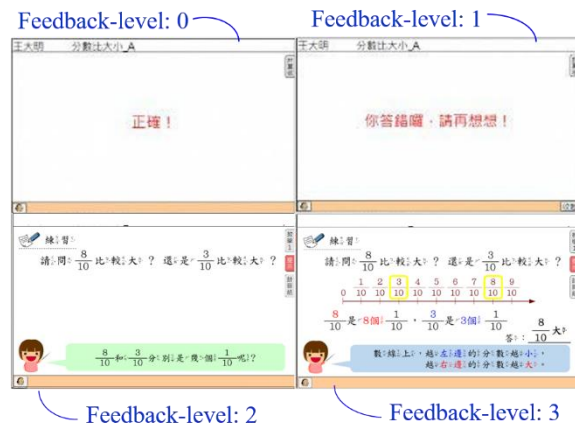 Feedback-level: 0
Feedback-level: 1
王大明 分數比大小_A
正確！
王大明 分數比大小_A
你答錯囉，請再想想！
練習
請問 8/10 比較大？ 還是 3/10 比較大？
8/10 和 3/10 分別是幾個 1/10 呢？
練習
請問 8/10 比較大？ 還是 3/10 比較大？
0 1/10 2/10 3/10 4/10 5/10 6/10 7/10 8/10 9/10
8/10 是 8個 1/10 ， 3/10 是 3個 1/10
答： 8/10 大
數線上，越左邊的分數越小，
越右邊的分數越大。
Feedback-level: 2
Feedback-level: 3